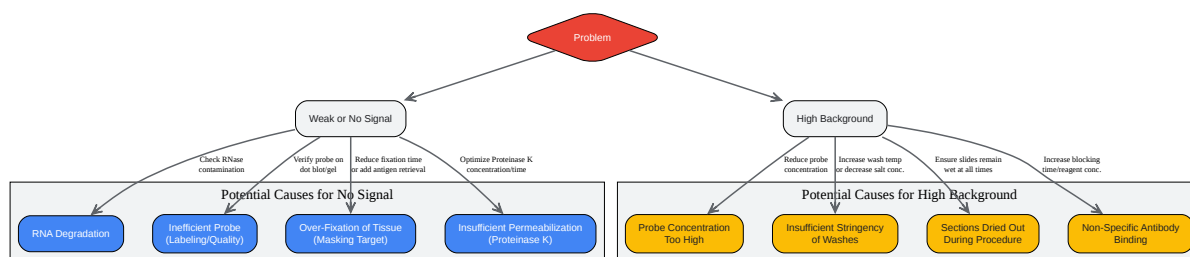 Problem
Weak or No Signal
High Background
Check RNase
contamination
Verify probe on
dot blot/gel
Reduce fixation time
or add antigen retrieval
Optimize Proteinase K
concentration/time
Reduce probe
concentration
Increase wash temp
or decrease salt conc.
Ensure slides remain
wet at all times
Increase blocking
time/reagent conc.
Potential Causes for No Signal
RNA Degradation
Inefficient Probe
(Labeling/Quality)
Over-Fixation of Tissue
(Masking Target)
Insufficient Permeabilization
(Proteinase K)
Potential Causes for High Background
Probe Concentration
Too High
Insufficient Stringency
of Washes
Sections Dried Out
During Procedure
Non-Specific Antibody
Binding